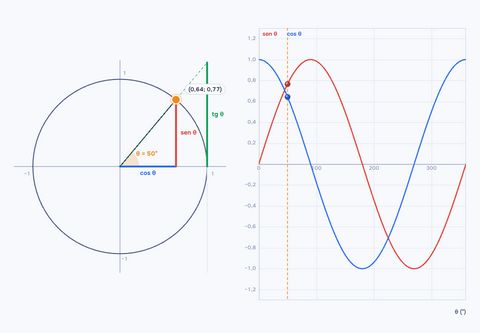 1
(0,64; 0,77)
tg θ
sen θ
θ = 50°
−1
cos θ
1
−1
sen θ cos θ
1,2
1,0
0,8
0,6
0,4
0,2
0 100 200 300
−0,2
−0,4
−0,6
−0,8
−1,0
−1,2
θ (°)